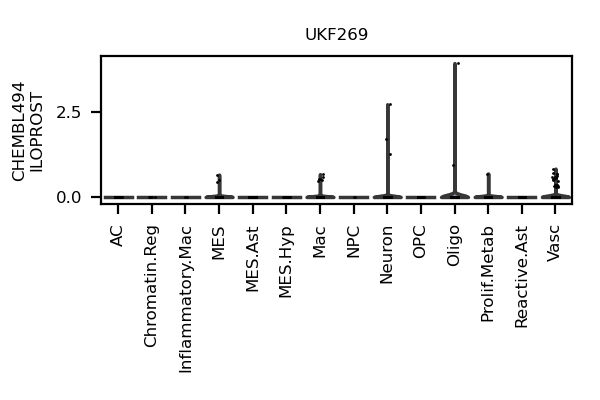 UKF269
CHEMBL494
ILOPROST
2.5
0.0
AC
Chromatin.Reg
Inflammatory.Mac
MES
MES.Ast
MES.Hyp
Mac
NPC
Neuron
OPC
Oligo
Prolif.Metab
Reactive.Ast
Vasc